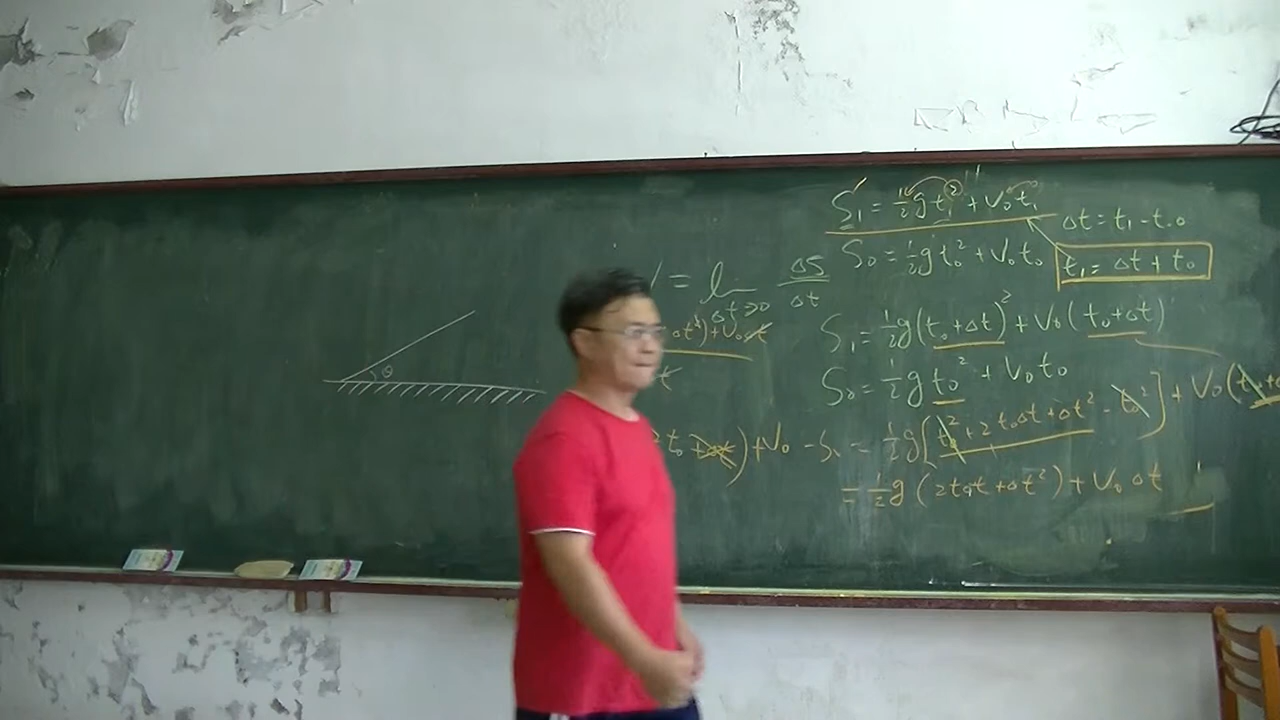 S₁ = ½gt₁² + V₀t₁
Δt = t₁ - t₀
S₀ = ½gt₀² + V₀t₀
t₁ = Δt + t₀
= l ΔS
Δt→0 Δt
S₁ = ½g(t₀+Δt)² + V₀(t₀+Δt)
S₀ = ½gt₀² + V₀t₀
θ
) + V₀ - S₀ = ½g[t₀² + 2t₀Δt + Δt² - t₀²] + V₀(
= ½g(2t₀Δt + Δt²) + V₀Δt